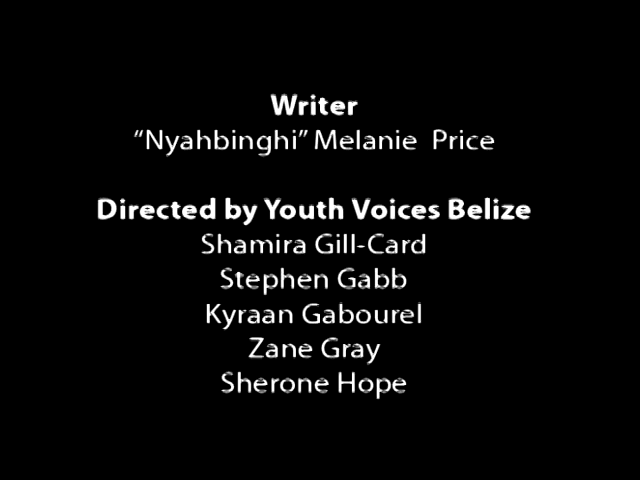 Writer
“Nyahbinghi” Melanie Price
Directed by Youth Voices Belize
Shamira Gill-Card
Stephen Gabb
Kyraan Gabourel
Zane Gray
Sherone Hope